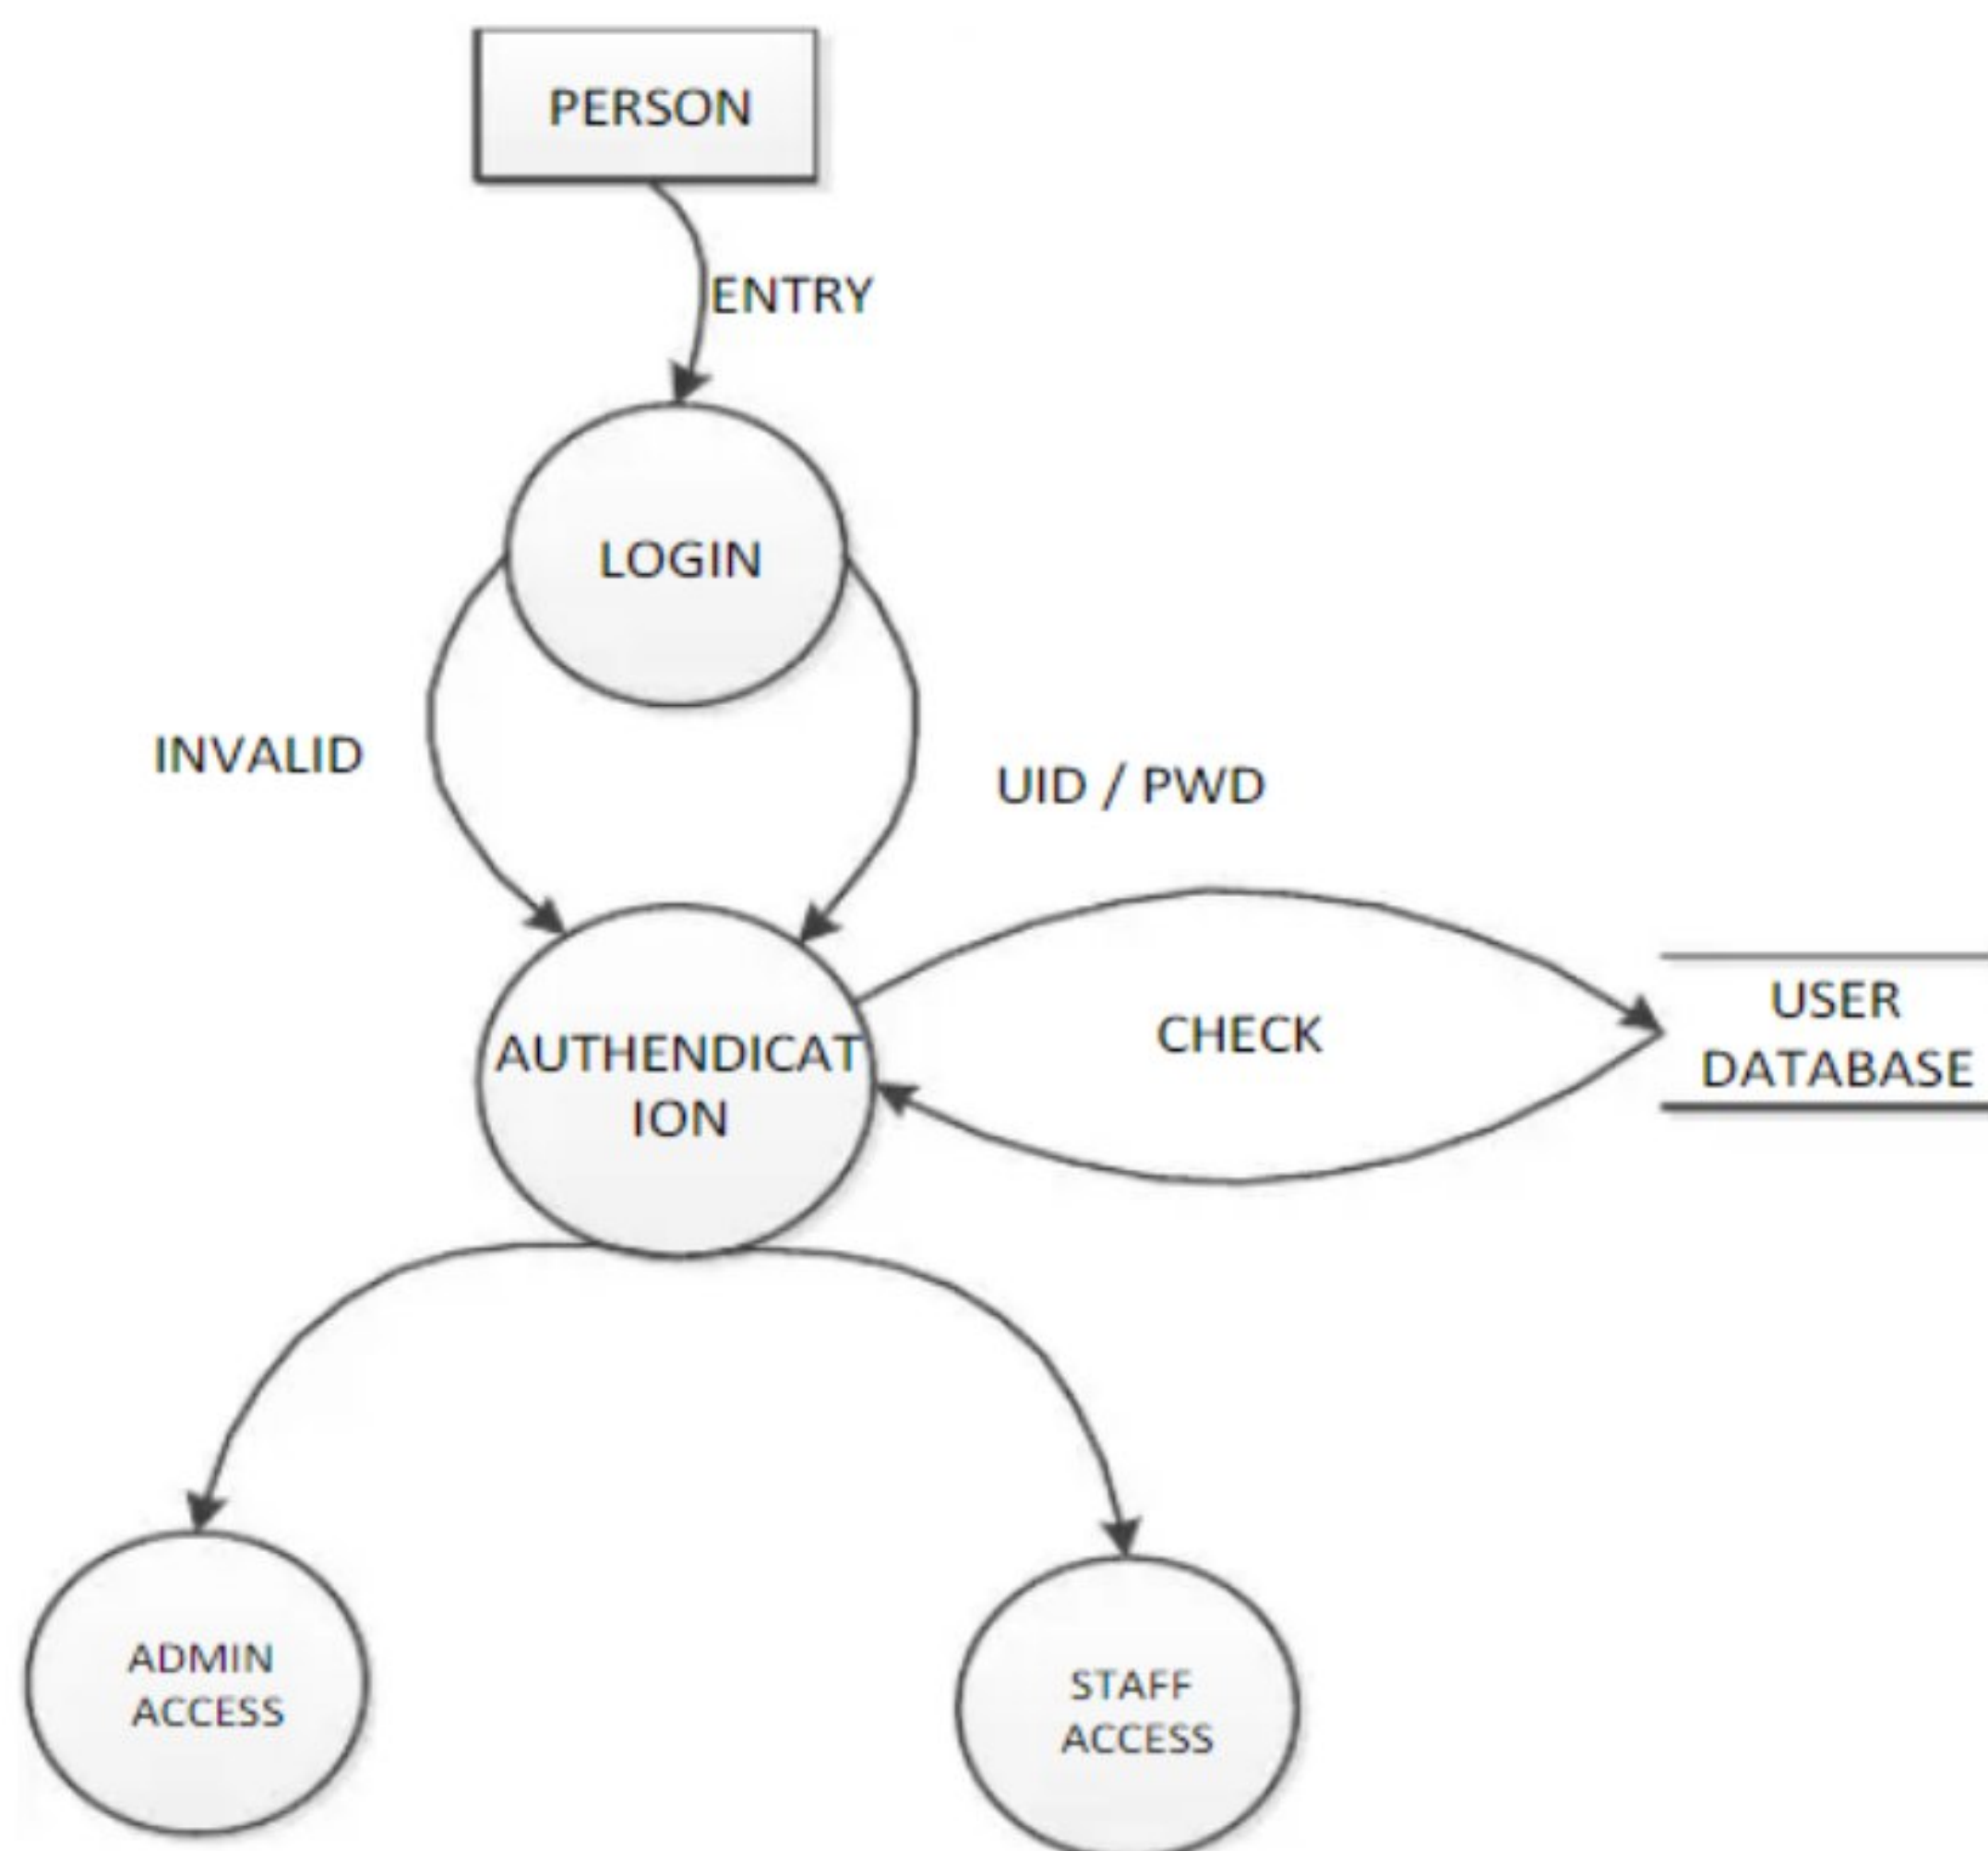 PERSON
ENTRY
LOGIN
INVALID
UID / PWD
AUTHENDICAT
ION
CHECK
USER
DATABASE
ADMIN
ACCESS
STAFF
ACCESS